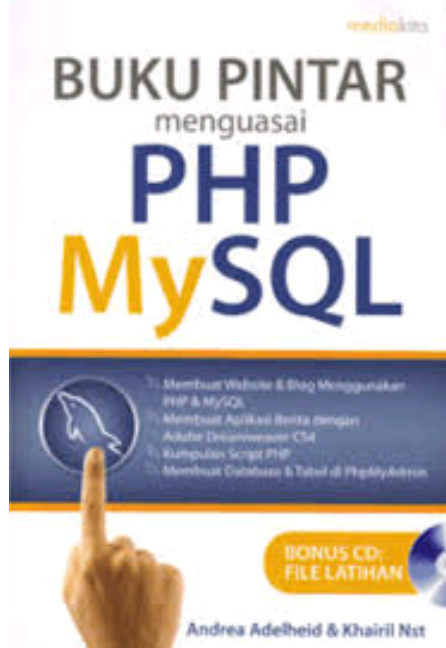 mediakita
BUKU PINTAR
menguasai
PHP
MySQL
Membuat Website & Blog Menggunakan
PHP & MySQL
Membuat Aplikasi Berita dengan
Adobe Dreamweaver CS4
Kumpulan Script PHP
Membuat Database & Tabel di PhpMyAdmin
BONUS CD:
FILE LATIHAN
Andrea Adelheid & Khairil Nst